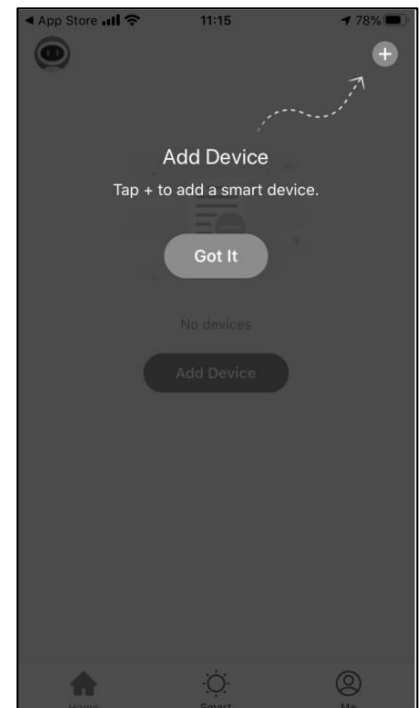 App Store 11:15 78%
Add Device
Tap + to add a smart device.
Got It
No devices
Add Device
Home Smart Me